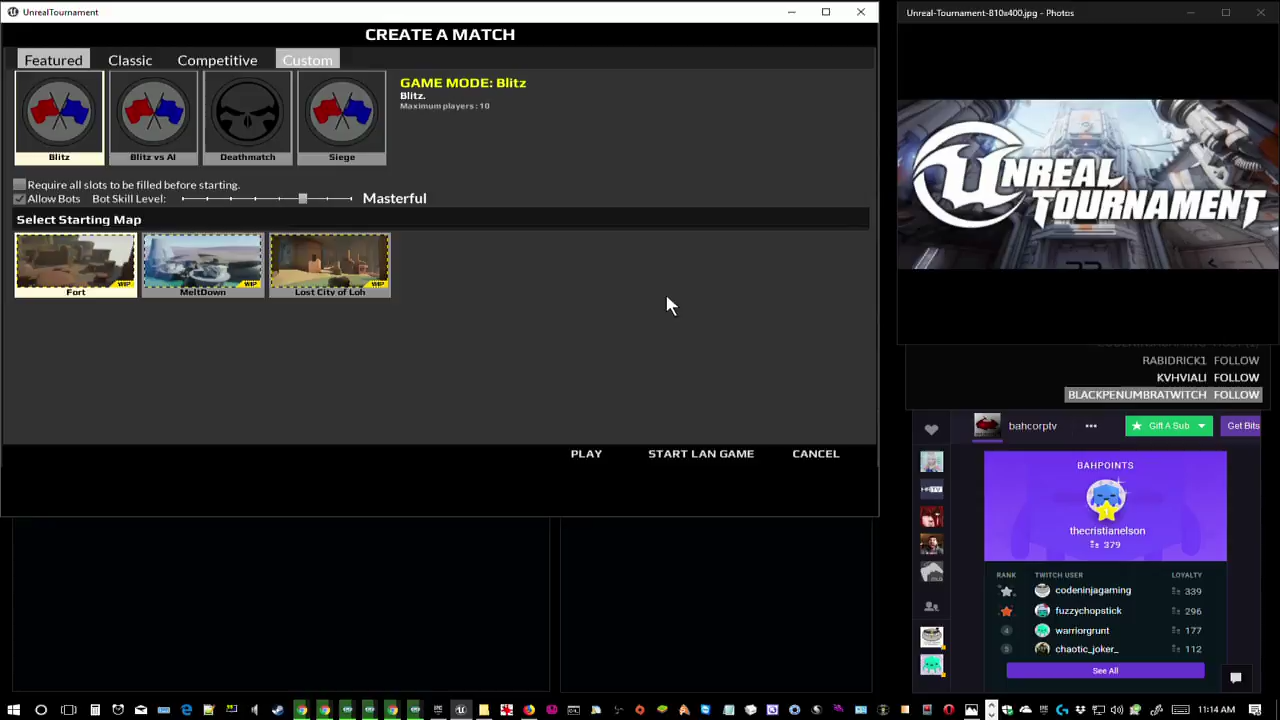 UnrealTournament
CREATE A MATCH
Featured
Classic
Competitive
Custom
Blitz
Blitz vs AI
Deathmatch
Siege
GAME MODE: Blitz
Blitz.
Maximum players : 10
Require all slots to be filled before starting.
Allow Bots
Bot Skill Level:
Masterful
Select Starting Map
WIP
WIP
WIP
Fort
MeltDown
Lost City of Loh
PLAY
START LAN GAME
CANCEL
Unreal-Tournament-810x400.jpg - Photos
UNREAL
TOURNAMENT
RABIDRICK1 FOLLOW
KVHVIALI FOLLOW
BLACKPENUMBRATWITCH FOLLOW
bahcorptv
Gift A Sub
Get Bits
BAHPOINTS
thecristianelson
379
RANK TWITCH USER LOYALTY
codeninjagaming 339
fuzzychopstick 296
4 warriorgrunt 177
5 chaotic_joker_ 112
See All
11:14 AM